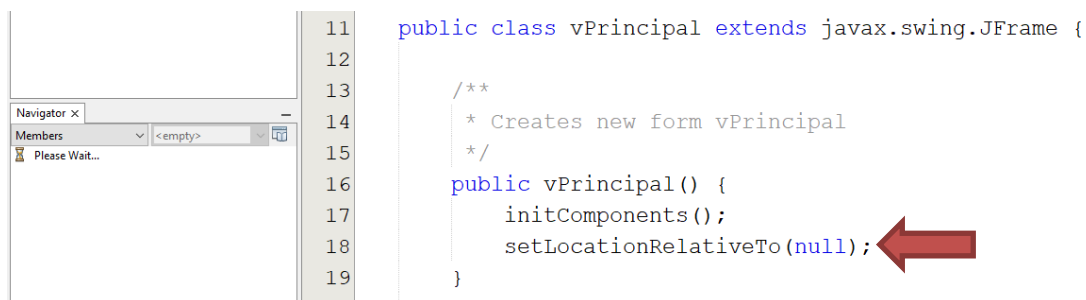 Navigator ×
Members <empty>
Please Wait...
11 public class vPrincipal extends javax.swing.JFrame {
12
13 /**
14 * Creates new form vPrincipal
15 */
16 public vPrincipal() {
17 initComponents();
18 setLocationRelativeTo(null);
19 }